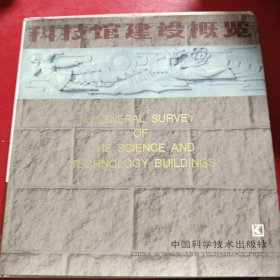 科技馆建设概览
A GENERAL SURVEY
OF
THE SCIENCE AND
TECHNOLOGY BUILDINGS
中国科学技术出版社
CHINA SCIENCE AND TECHNOLOGY PRESS